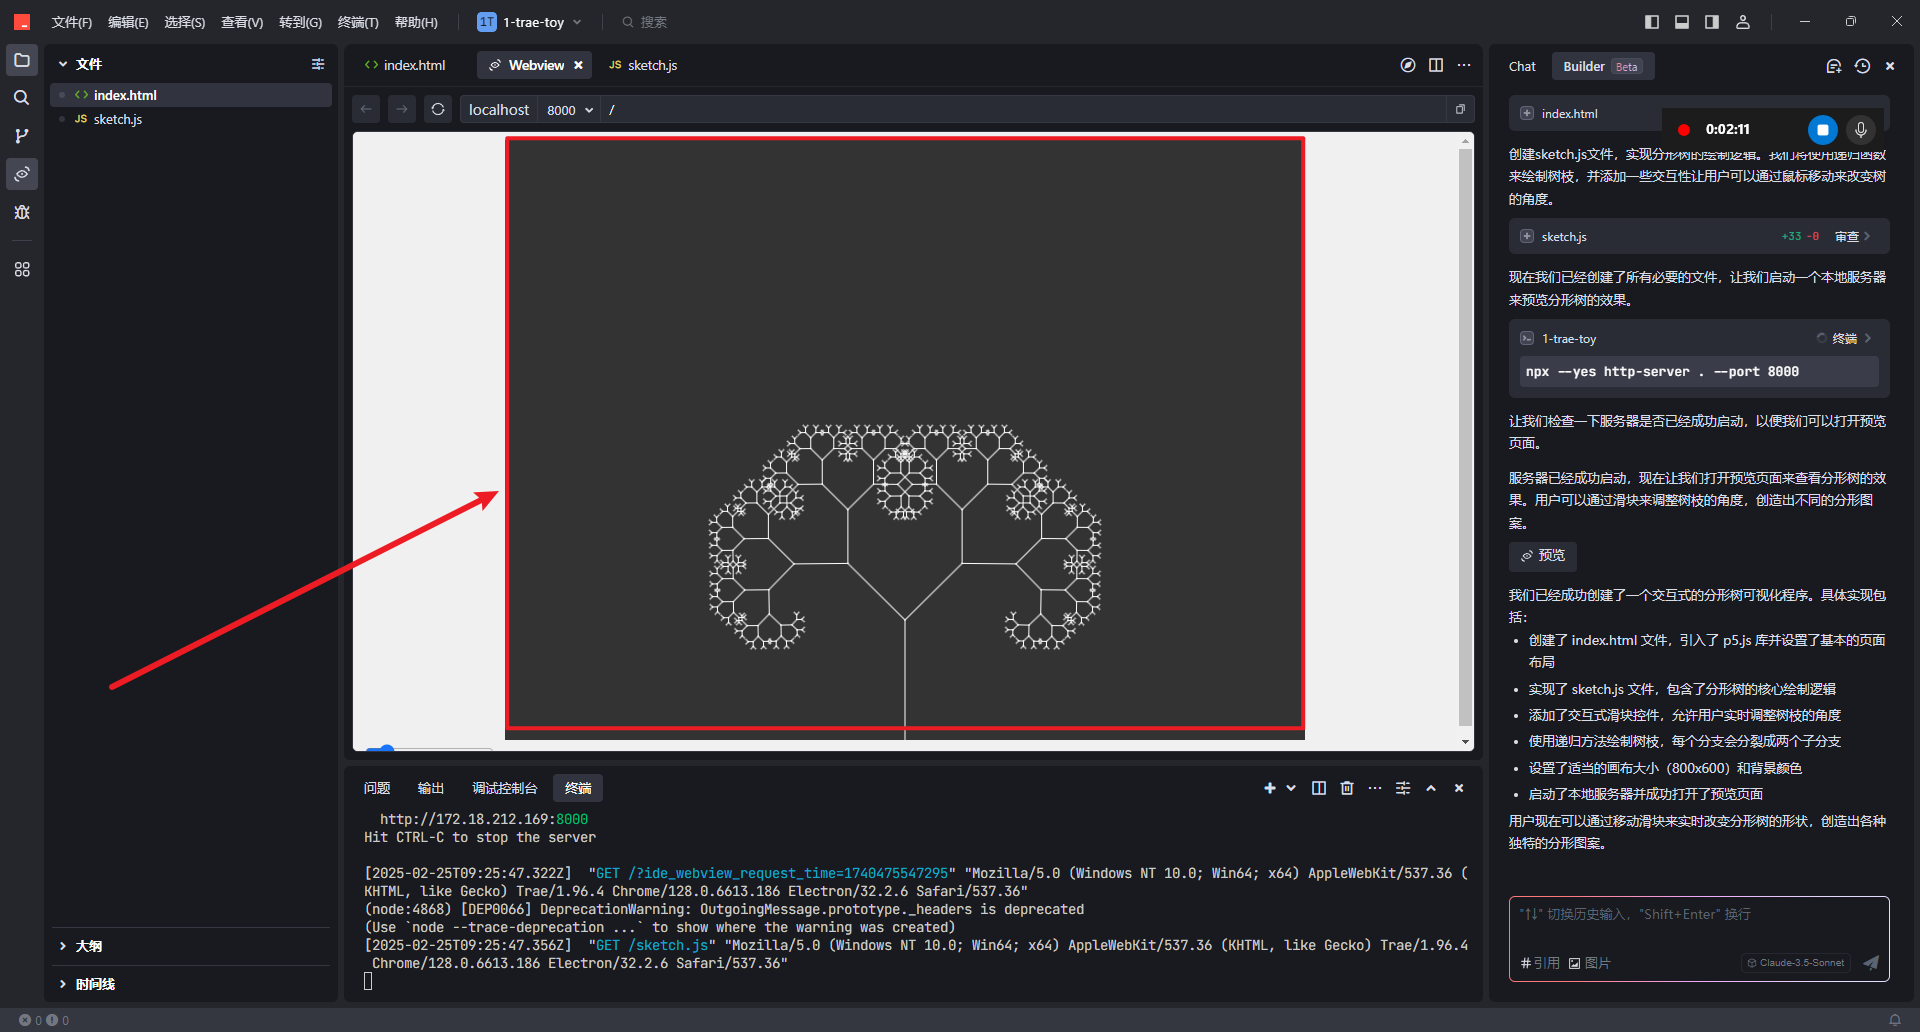 文件(F) 编辑(E) 选择(S) 查看(V) 转到(G) 终端(T) 帮助(H) 1T 1-trae-toy 搜索
文件
index.html
JS sketch.js
大纲
时间线
index.html Webview JS sketch.js
localhost 8000 /
问题 输出 调试控制台 终端
http://172.18.212.169:8000
Hit CTRL-C to stop the server
[2025-02-25T09:25:47.322Z]  "GET /?ide_webview_request_time=1740475547295" "Mozilla/5.0 (Windows NT 10.0; Win64; x64) AppleWebKit/537.36 (
KHTML, like Gecko) Trae/1.96.4 Chrome/128.0.6613.186 Electron/32.2.6 Safari/537.36"
(node:4868) [DEP0066] DeprecationWarning: OutgoingMessage.prototype._headers is deprecated
(Use `node --trace-deprecation ...` to show where the warning was created)
[2025-02-25T09:25:47.356Z]  "GET /sketch.js" "Mozilla/5.0 (Windows NT 10.0; Win64; x64) AppleWebKit/537.36 (KHTML, like Gecko) Trae/1.96.4
Chrome/128.0.6613.186 Electron/32.2.6 Safari/537.36"
Chat Builder Beta
index.html
0:02:11
创建sketch.js文件，实现分形树的绘制逻辑。我们将使用递归函数
来绘制树枝，并添加一些交互性让用户可以通过鼠标移动来改变树
的角度。
sketch.js +33 -0 审查
现在我们已经创建了所有必要的文件，让我们启动一个本地服务器
来预览分形树的效果。
1-trae-toy 终端
npx --yes http-server . --port 8000
让我们检查一下服务器是否已经成功启动，以便我们可以打开预览
页面。
服务器已经成功启动，现在让我们打开预览页面来查看分形树的效
果。用户可以通过滑块来调整树枝的角度，创造出不同的分形图
案。
预览
我们已经成功创建了一个交互式的分形树可视化程序。具体实现包
括：
• 创建了 index.html 文件，引入了 p5.js 库并设置了基本的页面
布局
• 实现了 sketch.js 文件，包含了分形树的核心绘制逻辑
• 添加了交互式滑块控件，允许用户实时调整树枝的角度
• 使用递归方法绘制树枝，每个分支会分裂成两个子分支
• 设置了适当的画布大小（800x600）和背景颜色
• 启动了本地服务器并成功打开了预览页面
用户现在可以通过移动滑块来实时改变分形树的形状，创造出各种
独特的分形图案。
"↑↓" 切换历史输入，"Shift+Enter" 换行
#引用 图片 Claude-3.5-Sonnet
0 0